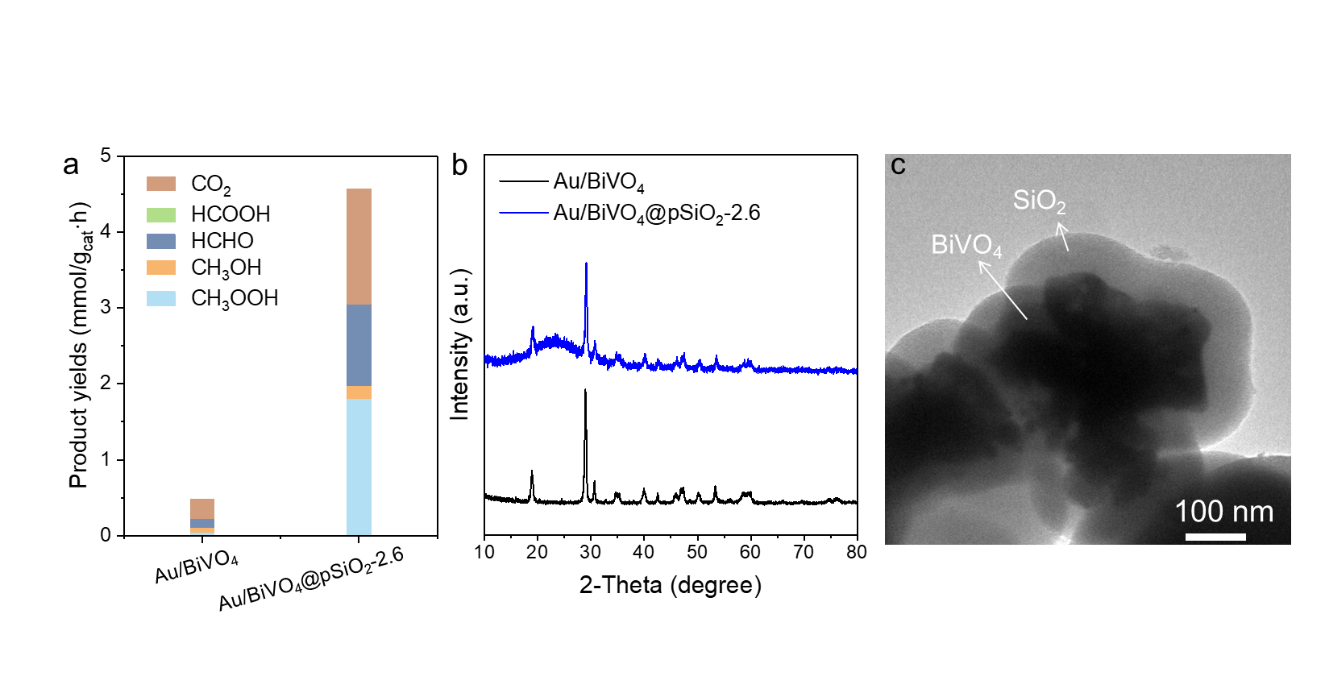 a
5
4
3
2
1
0
Product yields (mmol/g_cat·h)
CO₂
HCOOH
HCHO
CH₃OH
CH₃OOH
Au/BiVO₄
Au/BiVO₄@pSiO₂-2.6
b
Intensity (a.u.)
Au/BiVO₄
Au/BiVO₄@pSiO₂-2.6
10 20 30 40 50 60 70 80
2-Theta (degree)
c
SiO₂
BiVO₄
100 nm